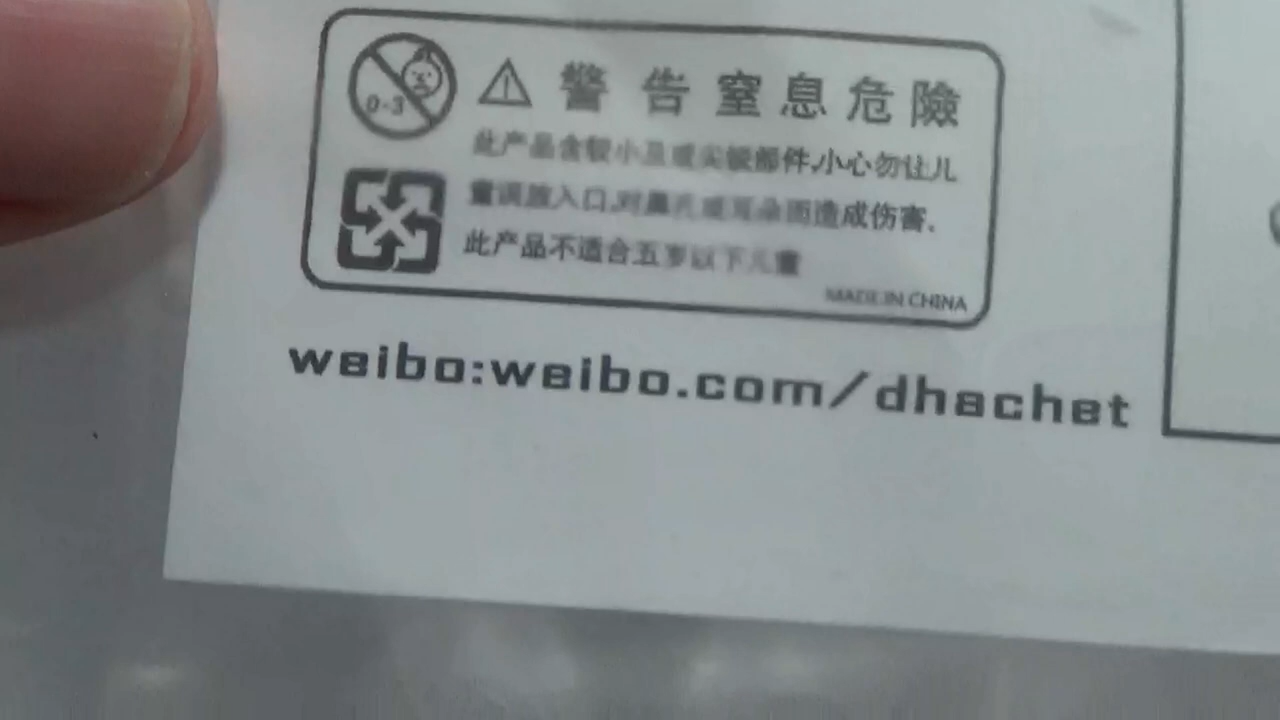 0-3
警告窒息危險
此产品含较小及或尖锐部件,小心勿让儿
童误放入口,对鼻孔或耳朵而造成伤害.
此产品不适合五岁以下儿童
MADE IN CHINA
weibo:weibo.com/dhachet